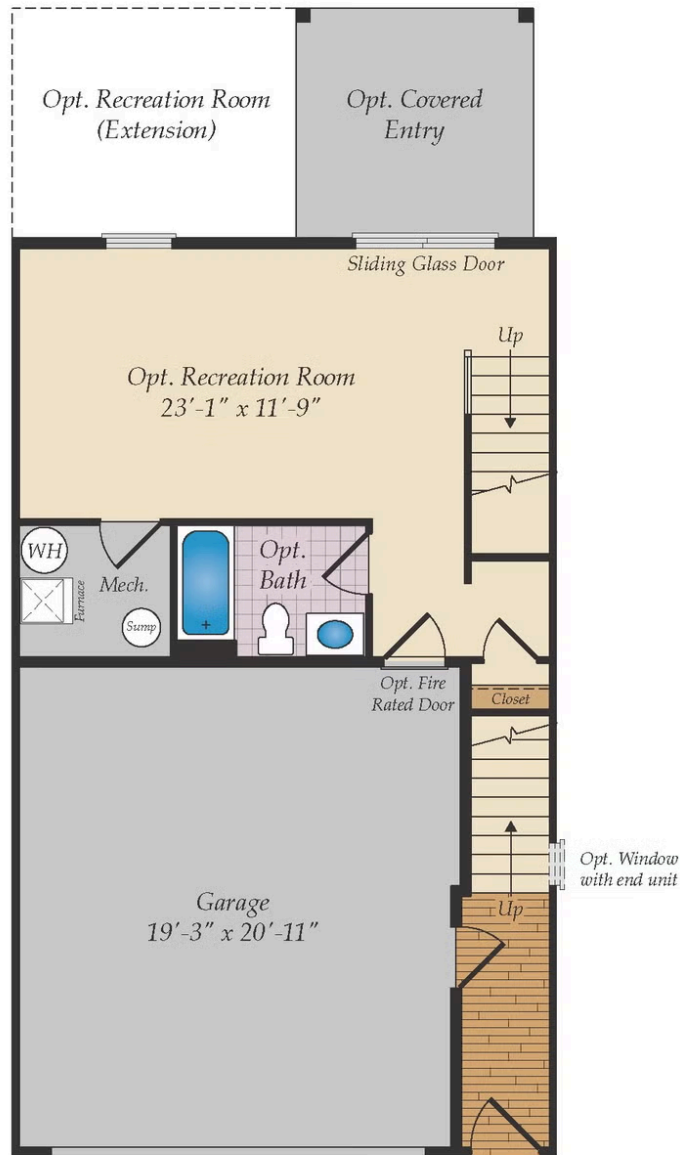 Opt. Recreation Room
(Extension)
Opt. Covered
Entry
Sliding Glass Door
Up
Opt. Recreation Room
23'-1" x 11'-9"
WH
Mech.
Furnace
Sump
Opt.
Bath
Opt. Fire
Rated Door
Closet
Opt. Window
with end unit
Up
Garage
19'-3" x 20'-11"